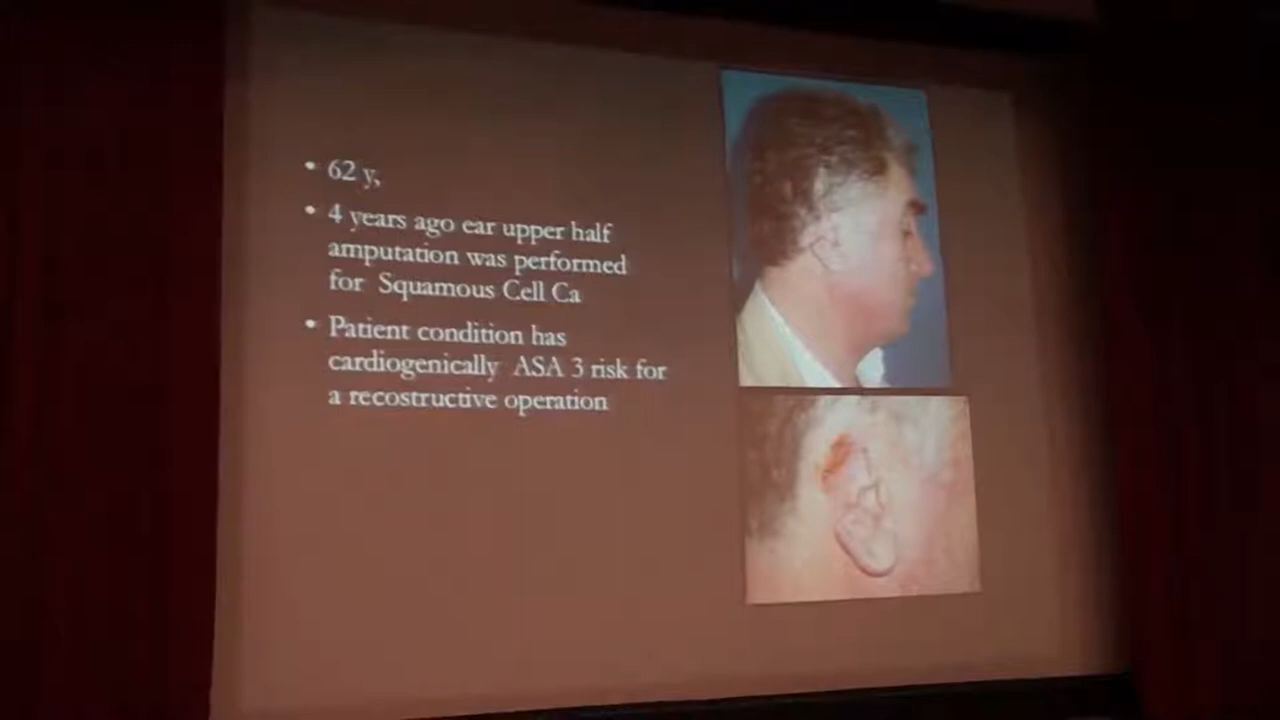 • 62 y,
• 4 years ago ear upper half
amputation was performed
for Squamous Cell Ca
• Patient condition has
cardiogenically ASA 3 risk for
a recostructive operation